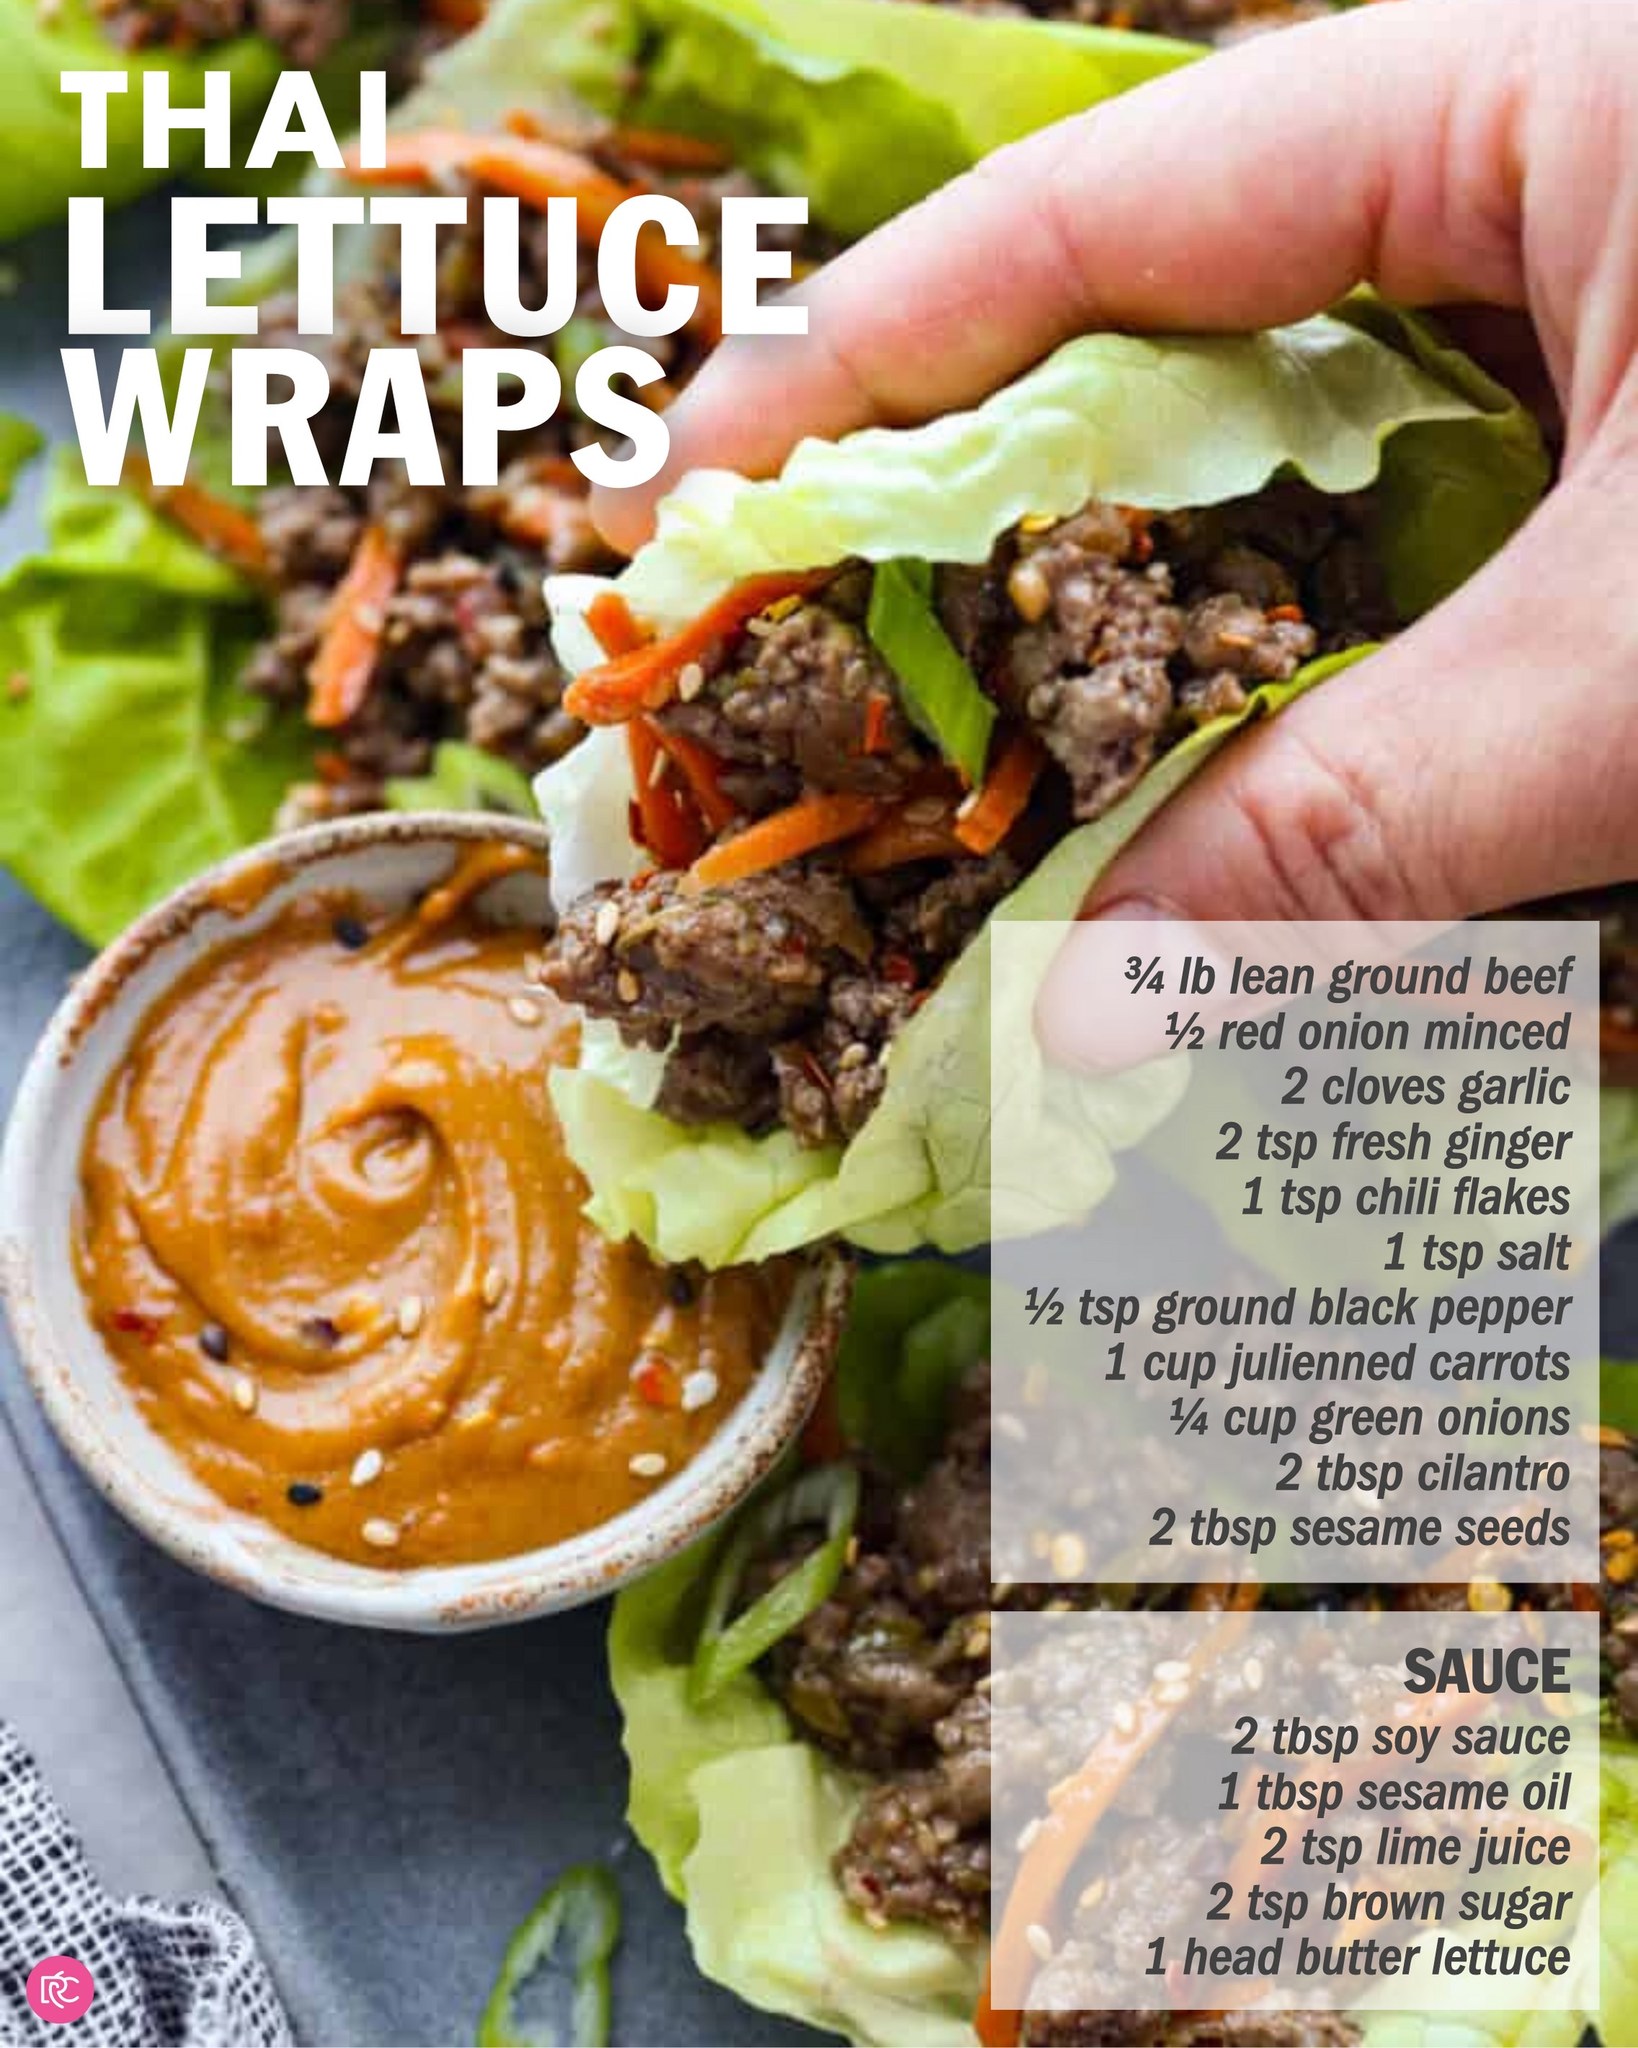 THAI
LETTUCE
WRAPS
¾ lb lean ground beef
½ red onion minced
2 cloves garlic
2 tsp fresh ginger
1 tsp chili flakes
1 tsp salt
½ tsp ground black pepper
1 cup julienned carrots
¼ cup green onions
2 tbsp cilantro
2 tbsp sesame seeds
SAUCE
2 tbsp soy sauce
1 tbsp sesame oil
2 tsp lime juice
2 tsp brown sugar
1 head butter lettuce